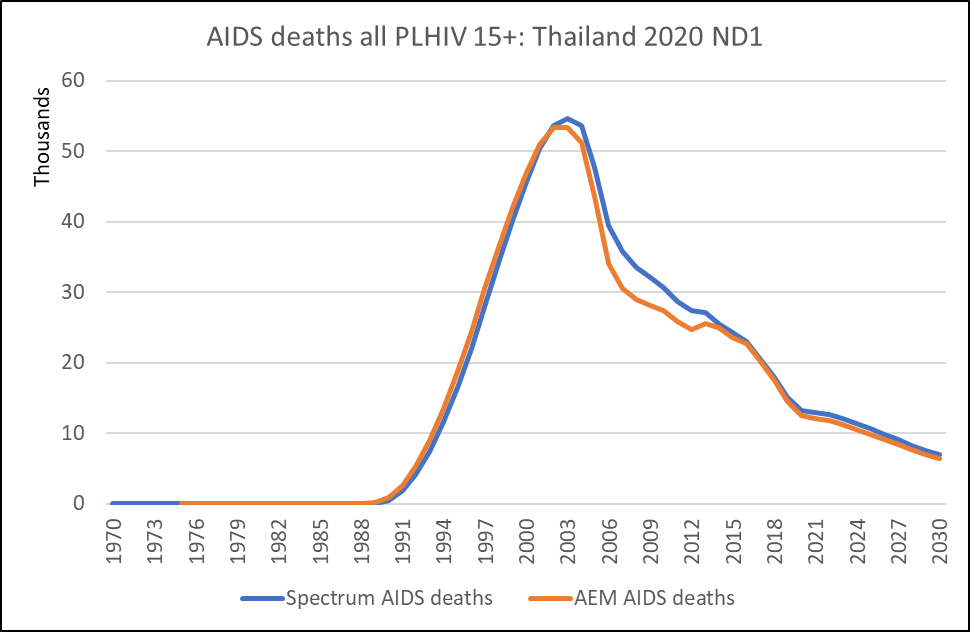 AIDS deaths all PLHIV 15+: Thailand 2020 ND1
Thousands
60
50
40
30
20
10
0
1970 1973 1976 1979 1982 1985 1988 1991 1994 1997 2000 2003 2006 2009 2012 2015 2018 2021 2024 2027 2030
Spectrum AIDS deaths AEM AIDS deaths